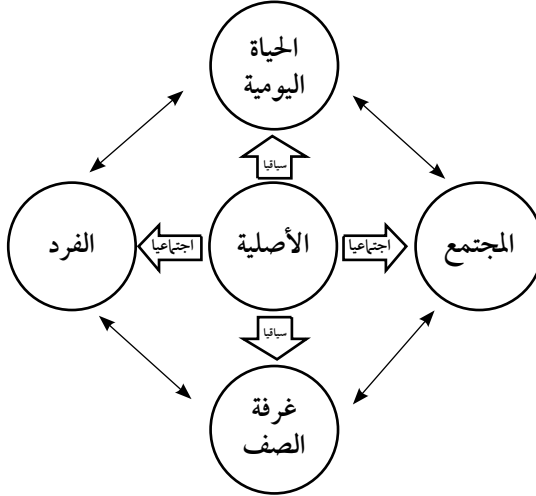 الحياة
اليومية
سياقيا
المجتمع
اجتماعيا
الأصلية
اجتماعيا
الفرد
سياقيا
غرفة
الصف